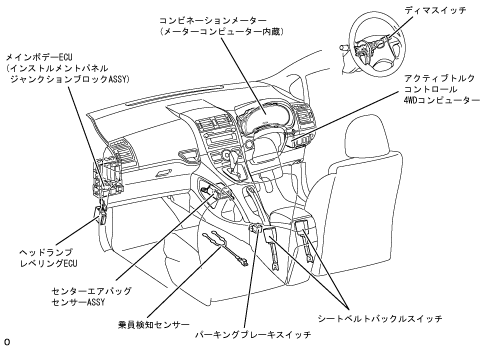 ディマスイッチ
コンビネーションメーター
(メーターコンピューター内蔵)
メインボデーECU
(インストルメントパネル
ジャンクションブロックASSY)
アクティブトルク
コントロール
4WDコンピューター
ヘッドランプ
レベリングECU
センターエアバッグ
センサーASSY
乗員検知センサー
パーキングブレーキスイッチ
シートベルトバックルスイッチ
O